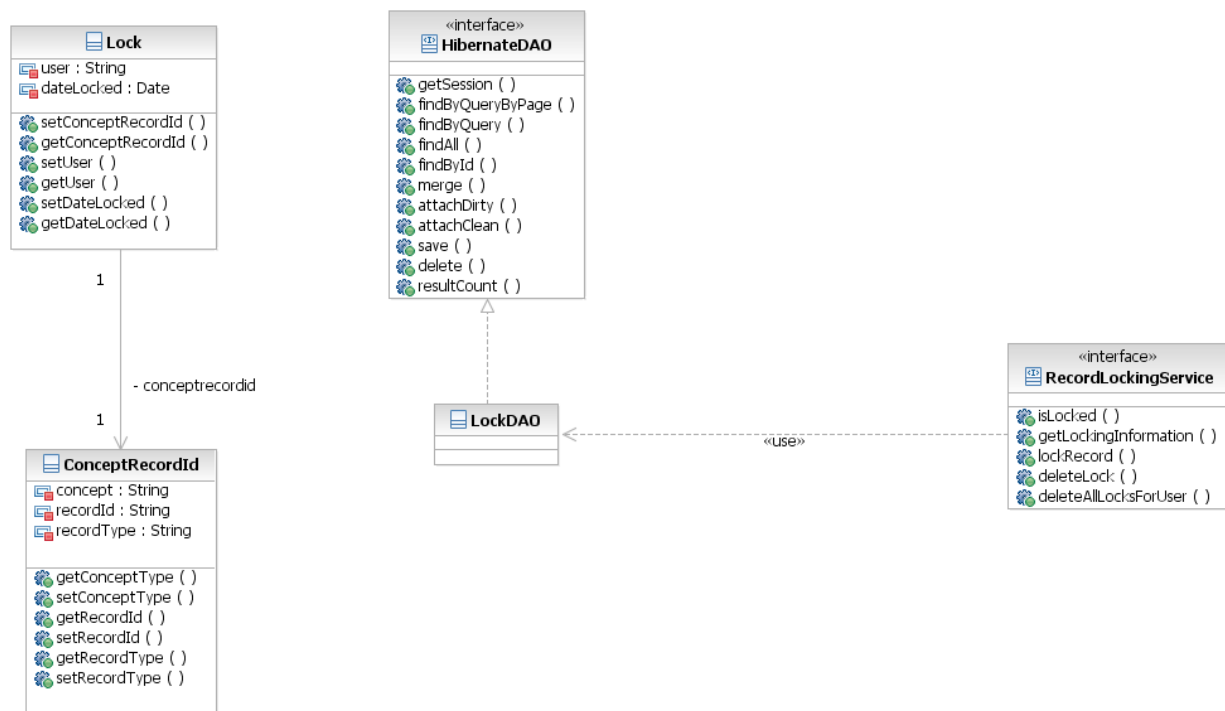 Lock
user : String
dateLocked : Date
setConceptRecordId ( )
getConceptRecordId ( )
setUser ( )
getUser ( )
setDateLocked ( )
getDateLocked ( )
1
- conceptrecordid
1
ConceptRecordId
concept : String
recordId : String
recordType : String
getConceptType ( )
setConceptType ( )
getRecordId ( )
setRecordId ( )
getRecordType ( )
setRecordType ( )
«interface»
HibernateDAO
getSession ( )
findByQueryByPage ( )
findByQuery ( )
findAll ( )
findById ( )
merge ( )
attachDirty ( )
attachClean ( )
save ( )
delete ( )
resultCount ( )
LockDAO
«use»
«interface»
RecordLockingService
isLocked ( )
getLockingInformation ( )
lockRecord ( )
deleteLock ( )
deleteAllLocksForUser ( )